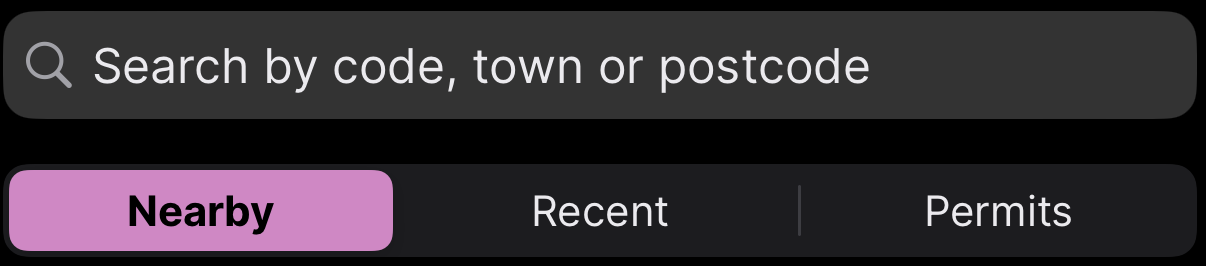 Search by code, town or postcode
Nearby Recent Permits